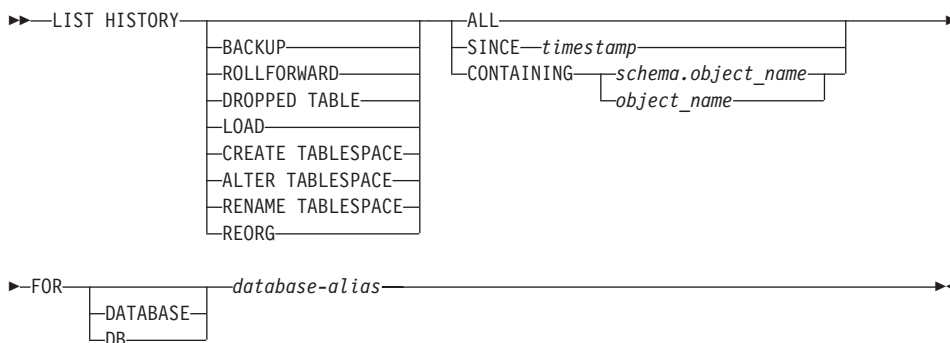 LIST HISTORY ALL
BACKUP SINCE timestamp
ROLLFORWARD CONTAINING schema.object_name
DROPPED TABLE object_name
LOAD
CREATE TABLESPACE
ALTER TABLESPACE
RENAME TABLESPACE
REORG
FOR database-alias
DATABASE
DB